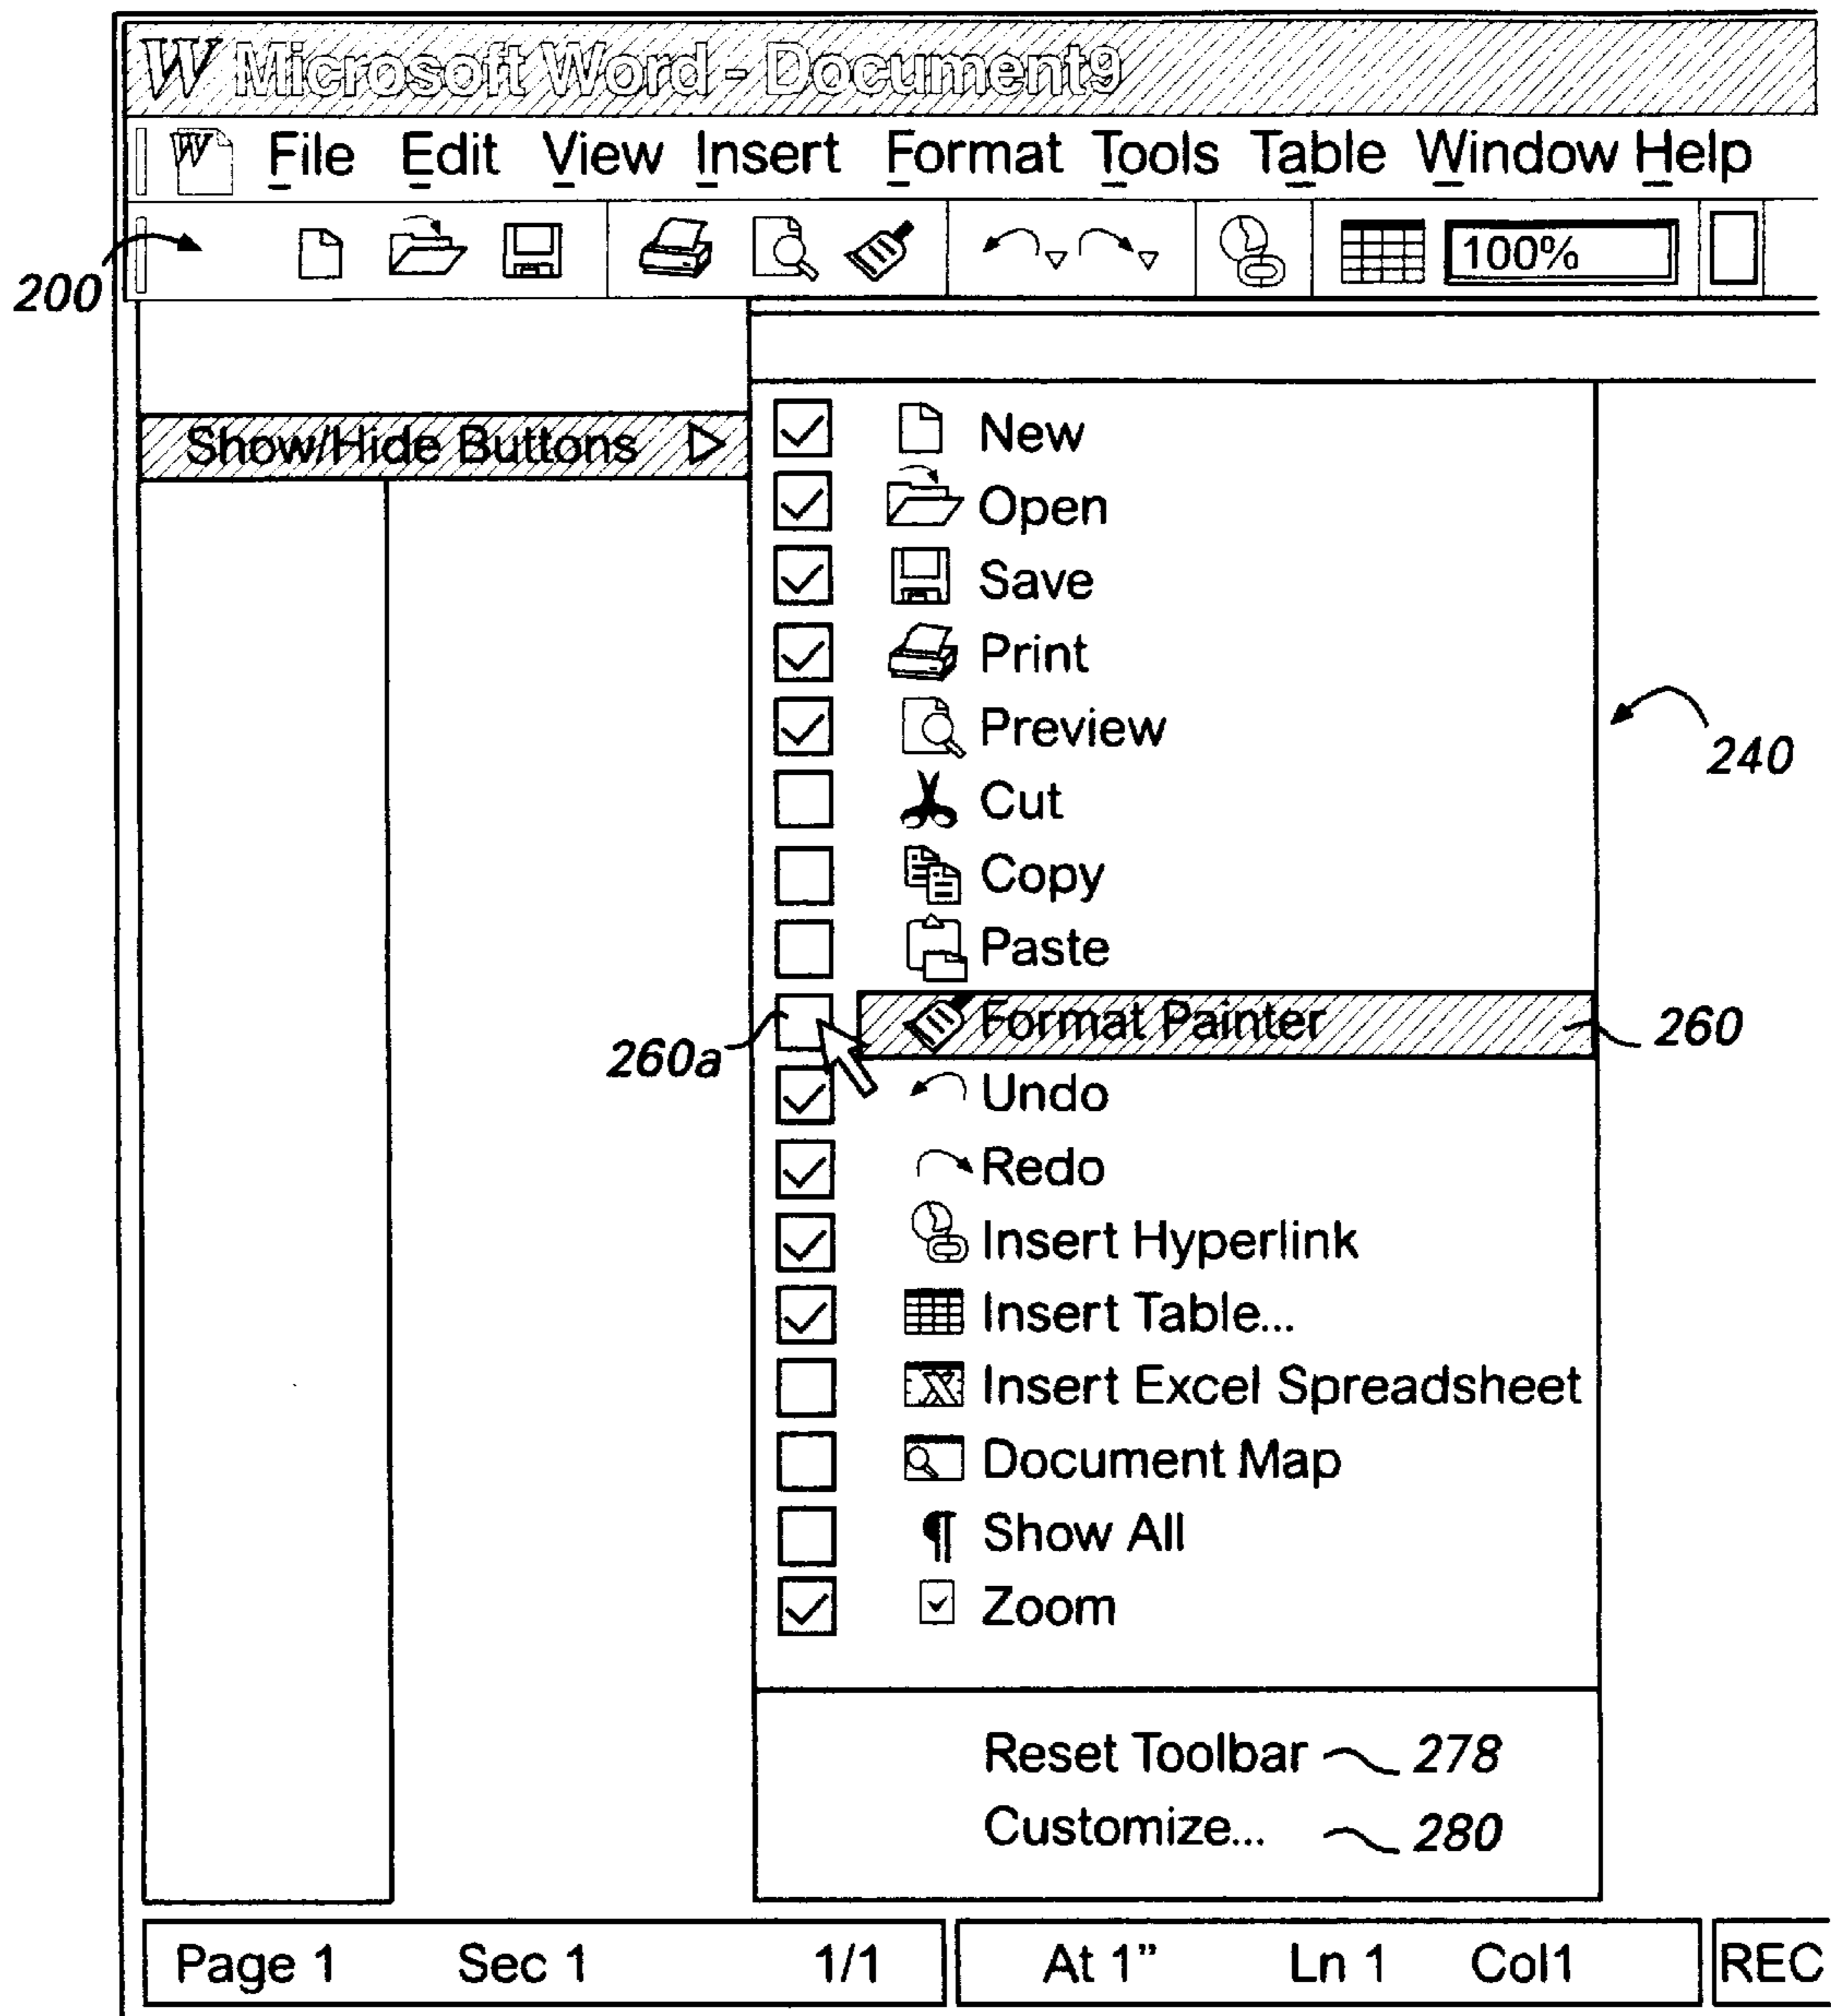 W Microsoft Word - Document9
W File Edit View Insert Format Tools Table Window Help
200 100%
Show/Hide Buttons
New
Open
Save
Print
Preview
240
Cut
Copy
Paste
260a Format Painter 260
Undo
Redo
Insert Hyperlink
Insert Table...
X Insert Excel Spreadsheet
Document Map
¶ Show All
Zoom
Reset Toolbar 278
Customize... 280
Page 1 Sec 1 1/1 At 1” Ln 1 Col1 REC